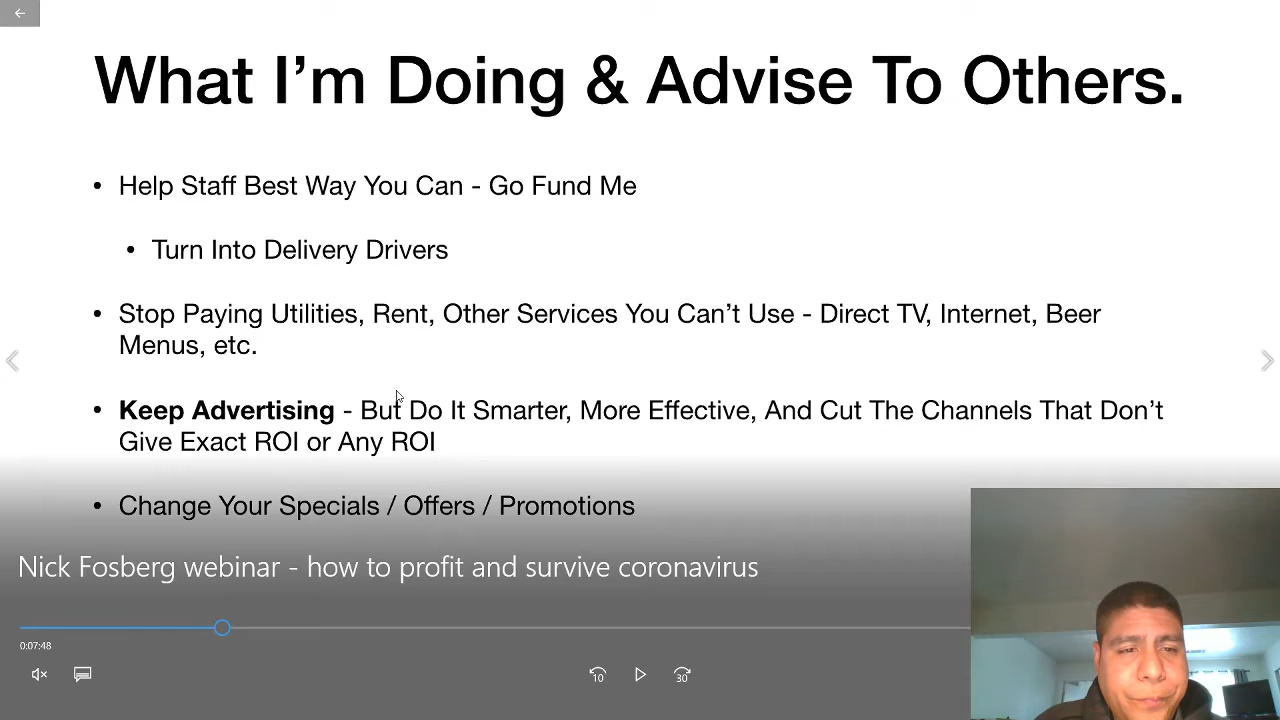 What I'm Doing & Advise To Others.
• Help Staff Best Way You Can - Go Fund Me
• Turn Into Delivery Drivers
• Stop Paying Utilities, Rent, Other Services You Can't Use - Direct TV, Internet, Beer
Menus, etc.
• Keep Advertising - But Do It Smarter, More Effective, And Cut The Channels That Don't
Give Exact ROI or Any ROI
• Change Your Specials / Offers / Promotions
Nick Fosberg webinar - how to profit and survive coronavirus
0:07:48
10
30